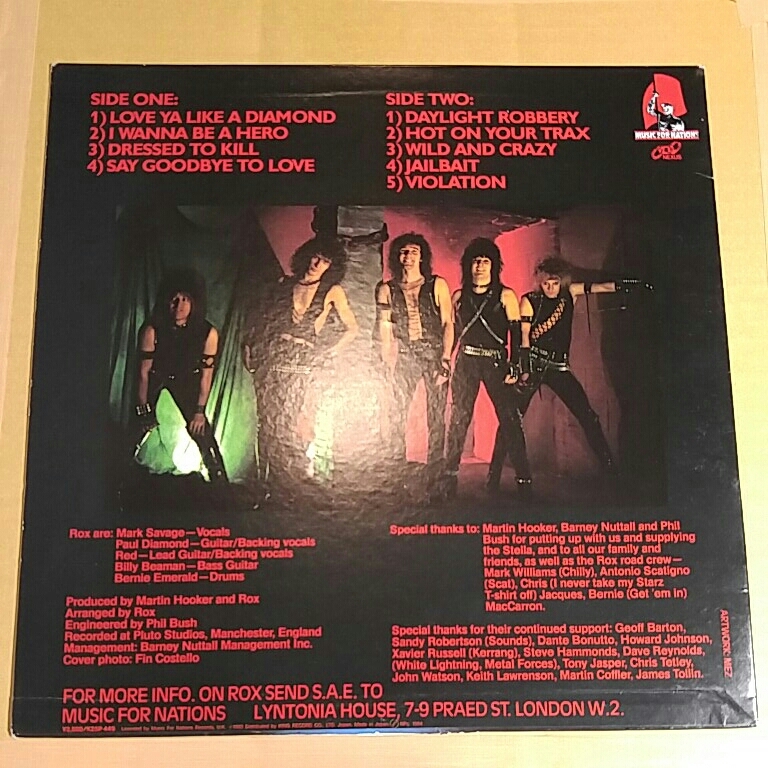 SIDE ONE:
1) LOVE YA LIKE A DIAMOND
2) I WANNA BE A HERO
3) DRESSED TO KILL
4) SAY GOODBYE TO LOVE
SIDE TWO:
1) DAYLIGHT ROBBERY
2) HOT ON YOUR TRAX
3) WILD AND CRAZY
4) JAILBAIT
5) VIOLATION
MUSIC FOR NATIONS
NEXUS
Rox are: Mark Savage—Vocals
Paul Diamond—Guitar/Backing vocals
Red—Lead Guitar/Backing vocals
Billy Beaman—Bass Guitar
Bernie Emerald—Drums
Produced by Martin Hooker and Rox
Arranged by Rox
Engineered by Phil Bush
Recorded at Pluto Studios, Manchester, England
Management: Barney Nuttall Management Inc.
Cover photo: Fin Costello
Special thanks to: Martin Hooker, Barney Nuttall and Phil
Bush for putting up with us and supplying
the Stella, and to all our family and
friends, as well as the Rox road crew—
Mark Williams (Chilly), Antonio Scatigno
(Scat), Chris (I never take my Starz
T-shirt off) Jacques, Bernie (Get 'em in)
MacCarron.
Special thanks for their continued support: Geoff Barton,
Sandy Robertson (Sounds), Dante Bonutto, Howard Johnson,
Xavier Russell (Kerrang), Steve Hammonds, Dave Reynolds,
(White Lightning, Metal Forces), Tony Jasper, Chris Tetley,
John Watson, Keith Lawrenson, Martin Coffler, James Tollin.
ARTWORK: MEZ
FOR MORE INFO. ON ROX SEND S.A.E. TO
MUSIC FOR NATIONS LYNTONIA HOUSE, 7-9 PRAED ST. LONDON W.2.